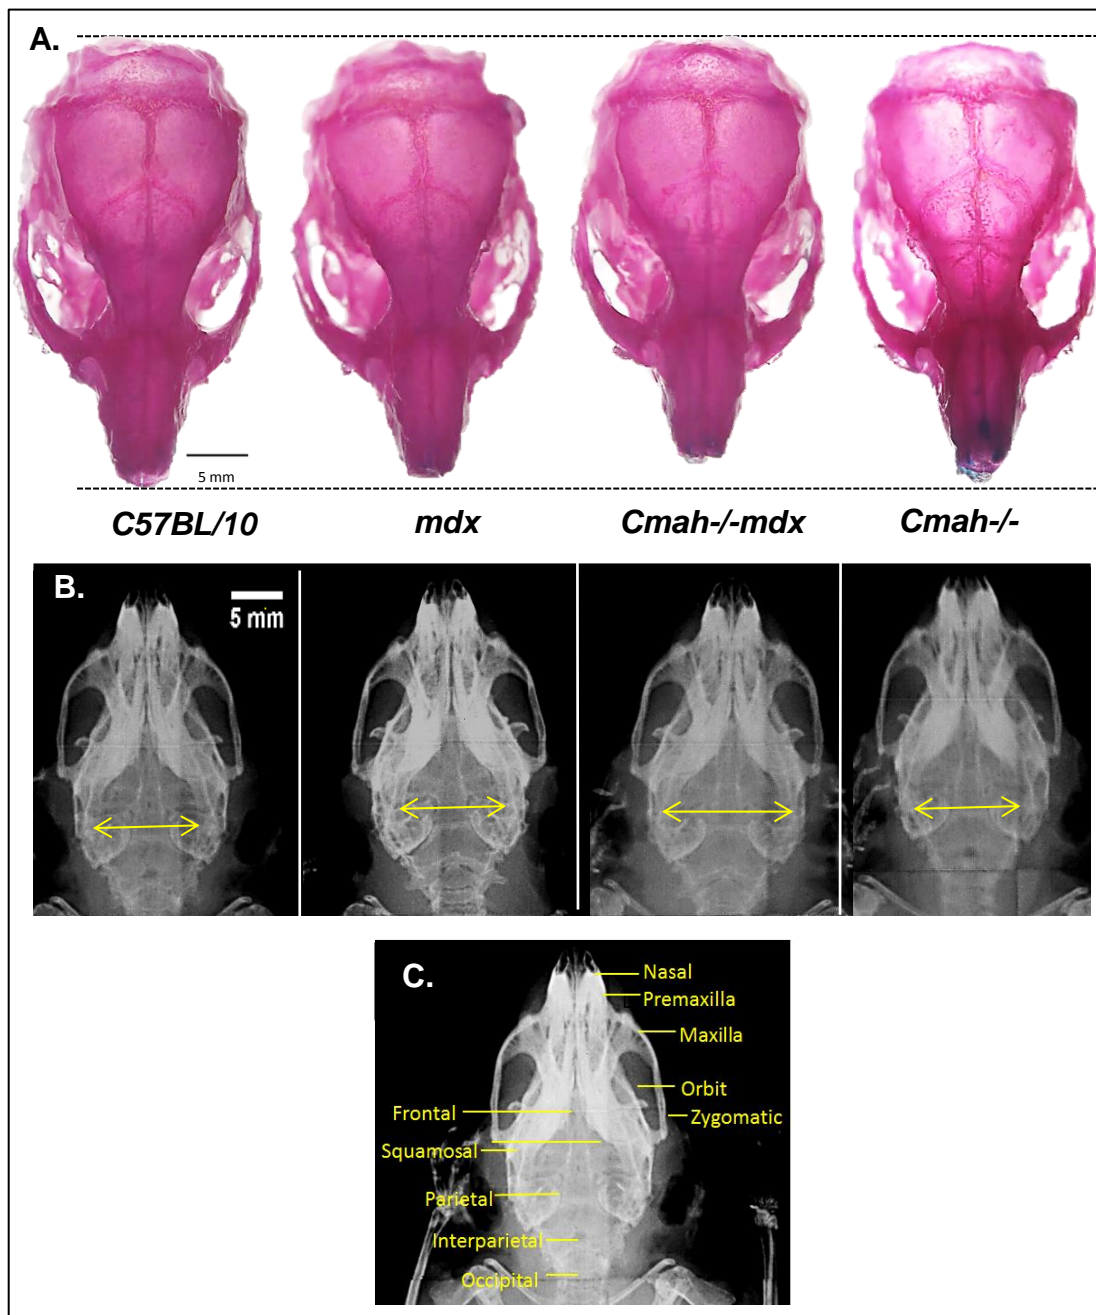 A.
5 mm
C57BL/10
mdx
Cmah-/-mdx
Cmah-/-
B.
5 mm
C.
Nasal
Premaxilla
Maxilla
Orbit
Zygomatic
Frontal
Squamosal
Parietal
Interparietal
Occipital